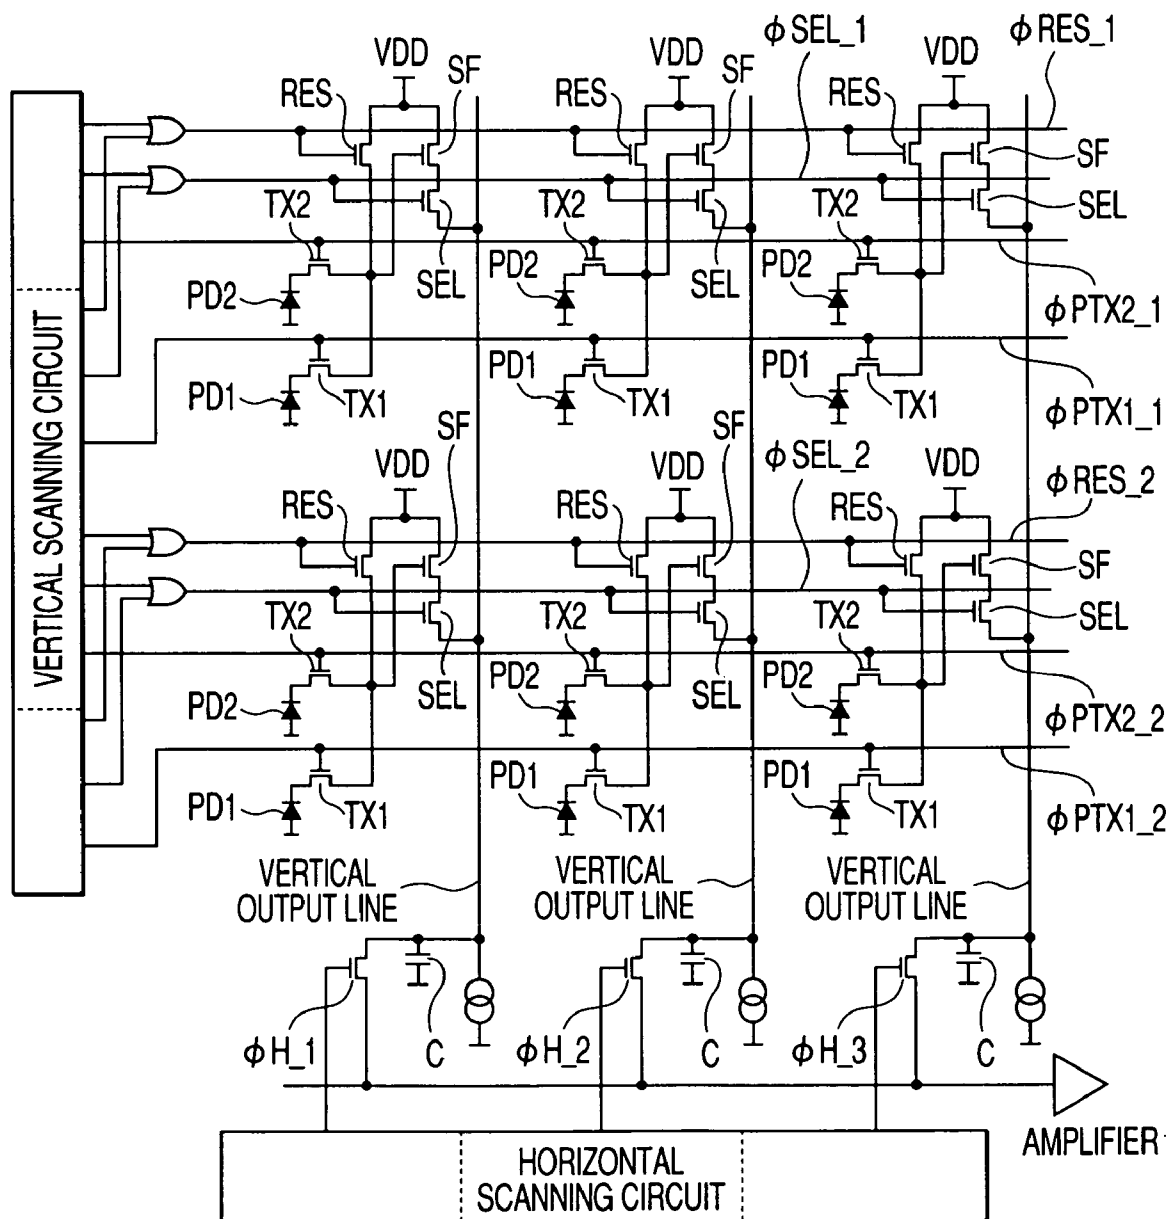 φSEL_1
φRES_1
VDD
SF
VDD
SF
VDD
RES
RES
RES
SF
TX2
TX2
TX2
SEL
PD2
SEL
PD2
SEL
PD2
φPTX2_1
PD1
TX1
PD1
TX1
PD1
TX1
φPTX1_1
VERTICAL SCANNING CIRCUIT
SF
SF
φSEL_2
VDD
VDD
VDD
φRES_2
RES
RES
RES
SF
TX2
TX2
TX2
SEL
PD2
SEL
PD2
SEL
PD2
φPTX2_2
PD1
TX1
PD1
TX1
PD1
TX1
φPTX1_2
VERTICAL
OUTPUT LINE
VERTICAL
OUTPUT LINE
VERTICAL
OUTPUT LINE
φH_1
C
φH_2
C
φH_3
C
AMPLIFIER
HORIZONTAL
SCANNING CIRCUIT